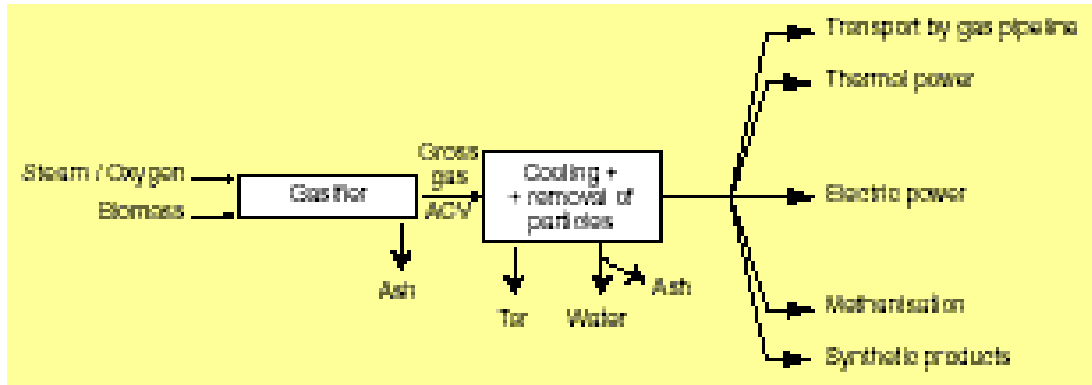 Transport by gas pipeline
Thermal power
Steam / Oxygen
Biomass
Gasifier
Gross
gas
ACV
Cooling +
+ removal of
particles
Electric power
Ash
Tar
Water
Ash
Methanisation
Synthetic products